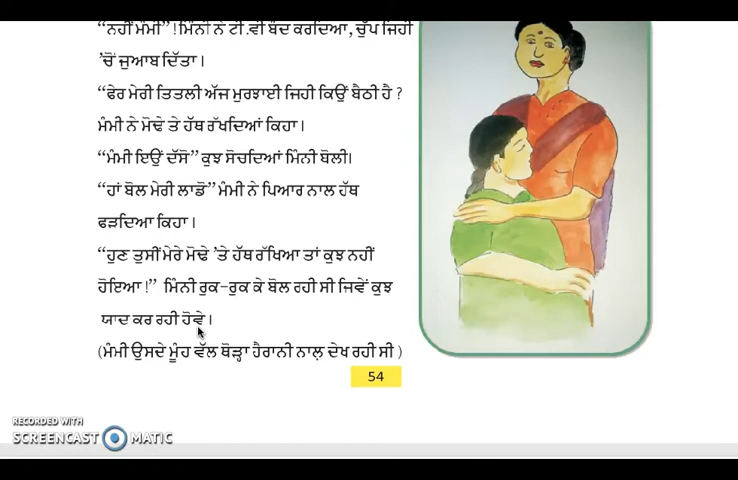 “ਨਹੀਂ ਮੰਮੀ” ! ਮਿੰਨੀ ਨੇ ਟੀ.ਵੀ ਬੰਦ ਕਰਦਿਆ, ਚੁੱਪ ਜਿਹੀ
’ਚੋਂ ਜੁਆਬ ਦਿੱਤਾ।
“ਫੇਰ ਮੇਰੀ ਤਿਤਲੀ ਅੱਜ ਮੁਰਝਾਈ ਜਿਹੀ ਕਿਉਂ ਬੈਠੀ ਹੈ ?
ਮੰਮੀ ਨੇ ਮੋਢੇ ਤੇ ਹੱਥ ਰੱਖਦਿਆਂ ਕਿਹਾ।
“ਮੰਮੀ ਇਉਂ ਦੱਸੋ” ਕੁਝ ਸੋਚਦਿਆਂ ਮਿੰਨੀ ਬੋਲੀ।
“ਹਾਂ ਬੋਲ ਮੇਰੀ ਲਾਡੋ” ਮੰਮੀ ਨੇ ਪਿਆਰ ਨਾਲ ਹੱਥ
ਫੜਦਿਆ ਕਿਹਾ।
“ਹੁਣ ਤੁਸੀਂ ਮੇਰੇ ਮੋਢੇ ’ਤੇ ਹੱਥ ਰੱਖਿਆ ਤਾਂ ਕੁਝ ਨਹੀਂ
ਹੋਇਆ !” ਮਿੰਨੀ ਰੁਕ-ਰੁਕ ਕੇ ਬੋਲ ਰਹੀ ਸੀ ਜਿਵੇਂ ਕੁਝ
ਯਾਦ ਕਰ ਰਹੀ ਹੋਵੇ।
(ਮੰਮੀ ਉਸਦੇ ਮੂੰਹ ਵੱਲ ਥੋੜ੍ਹਾ ਹੈਰਾਨੀ ਨਾਲ਼ ਦੇਖ ਰਹੀ ਸੀ )
54
RECORDED WITH
SCREENCAST MATIC